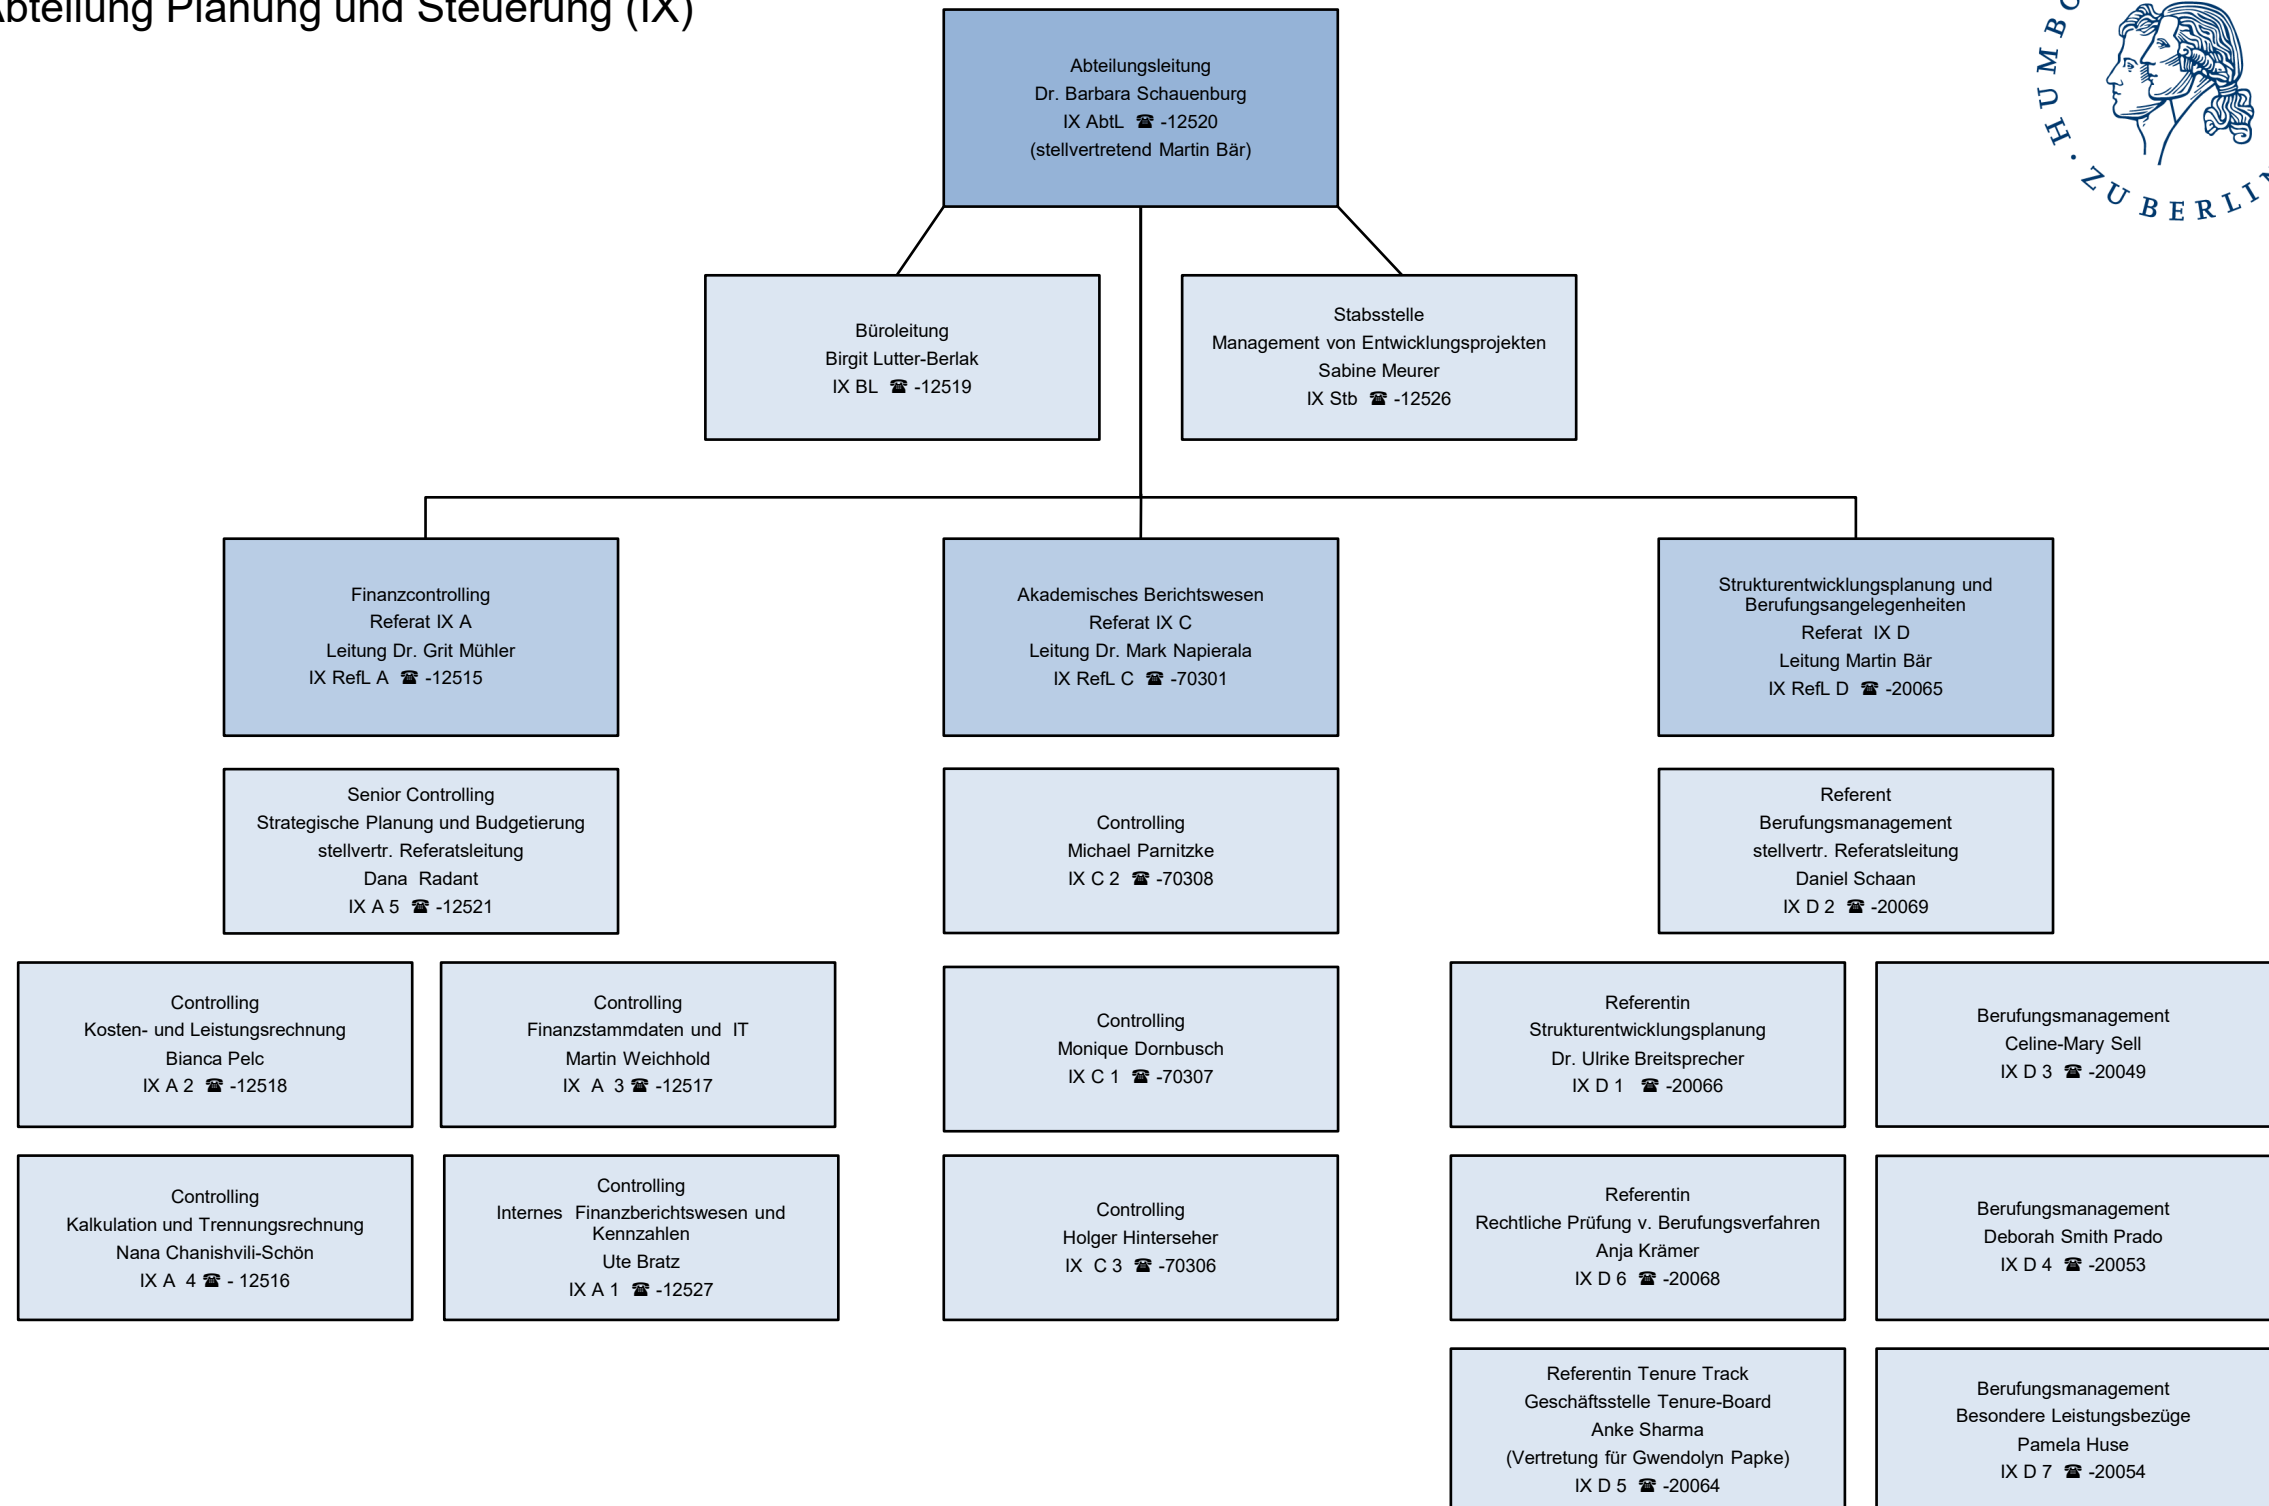 Abteilung Planung und Steuerung (IX)
HUMBO
· ZU BERLIN
Abteilungsleitung
Dr. Barbara Schauenburg
IX AbtL ☎ -12520
(stellvertretend Martin Bär)
Büroleitung
Birgit Lutter-Berlak
IX BL ☎ -12519
Stabsstelle
Management von Entwicklungsprojekten
Sabine Meurer
IX Stb ☎ -12526
Finanzcontrolling
Referat IX A
Leitung Dr. Grit Mühler
IX RefL A ☎ -12515
Akademisches Berichtswesen
Referat IX C
Leitung Dr. Mark Napierala
IX RefL C ☎ -70301
Strukturentwicklungsplanung und
Berufungsangelegenheiten
Referat IX D
Leitung Martin Bär
IX RefL D ☎ -20065
Senior Controlling
Strategische Planung und Budgetierung
stellvertr. Referatsleitung
Dana Radant
IX A 5 ☎ -12521
Controlling
Michael Parnitzke
IX C 2 ☎ -70308
Referent
Berufungsmanagement
stellvertr. Referatsleitung
Daniel Schaan
IX D 2 ☎ -20069
Controlling
Kosten- und Leistungsrechnung
Bianca Pelc
IX A 2 ☎ -12518
Controlling
Finanzstammdaten und IT
Martin Weichhold
IX A 3 ☎ -12517
Controlling
Monique Dornbusch
IX C 1 ☎ -70307
Referentin
Strukturentwicklungsplanung
Dr. Ulrike Breitsprecher
IX D 1 ☎ -20066
Berufungsmanagement
Celine-Mary Sell
IX D 3 ☎ -20049
Controlling
Kalkulation und Trennungsrechnung
Nana Chanishvili-Schön
IX A 4 ☎ - 12516
Controlling
Internes Finanzberichtswesen und
Kennzahlen
Ute Bratz
IX A 1 ☎ -12527
Controlling
Holger Hinterseher
IX C 3 ☎ -70306
Referentin
Rechtliche Prüfung v. Berufungsverfahren
Anja Krämer
IX D 6 ☎ -20068
Berufungsmanagement
Deborah Smith Prado
IX D 4 ☎ -20053
Referentin Tenure Track
Geschäftsstelle Tenure-Board
Anke Sharma
(Vertretung für Gwendolyn Papke)
IX D 5 ☎ -20064
Berufungsmanagement
Besondere Leistungsbezüge
Pamela Huse
IX D 7 ☎ -20054